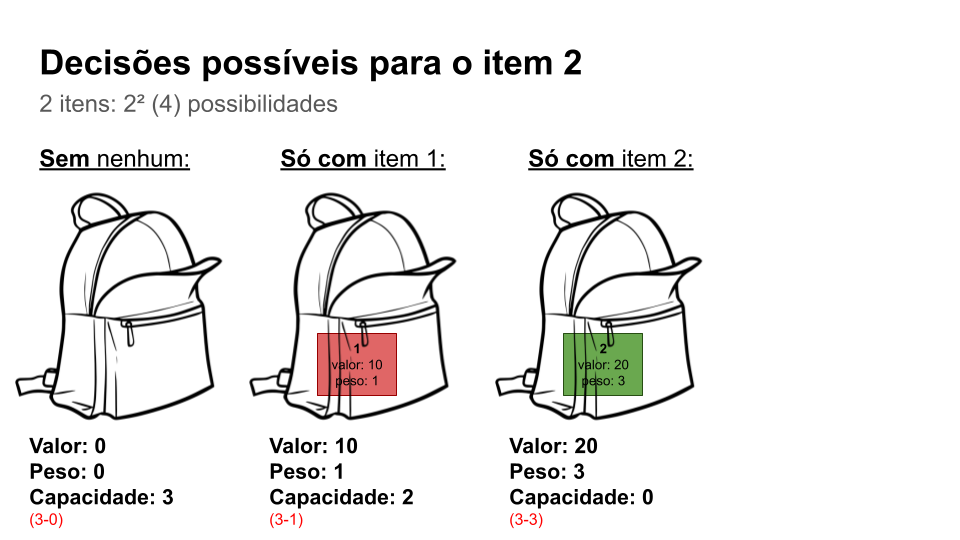 Decisões possíveis para o item 2
2 itens: 2² (4) possibilidades
Sem nenhum:
Só com item 1:
Só com item 2:
1
valor: 10
peso: 1
2
valor: 20
peso: 3
Valor: 0
Peso: 0
Capacidade: 3
(3-0)
Valor: 10
Peso: 1
Capacidade: 2
(3-1)
Valor: 20
Peso: 3
Capacidade: 0
(3-3)